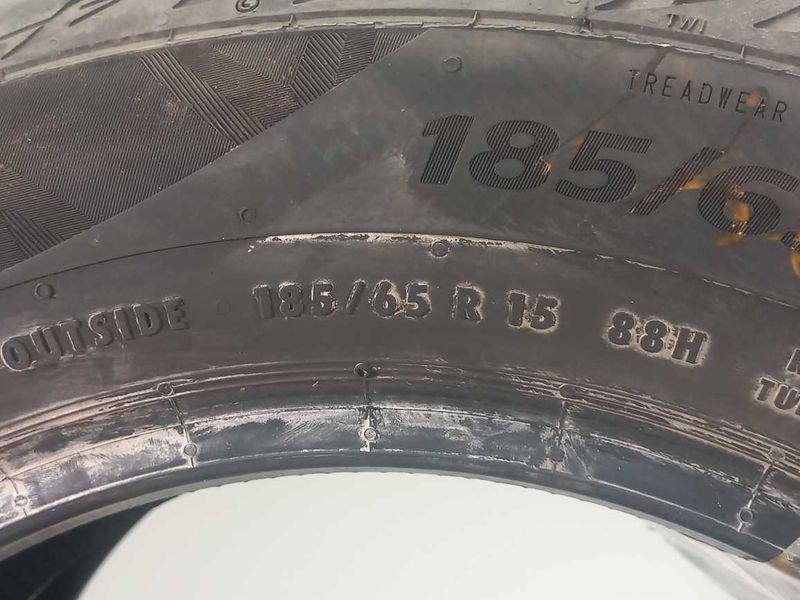 TWI
TREADWEAR
185/6
OUTSIDE 185/65 R 15 88H